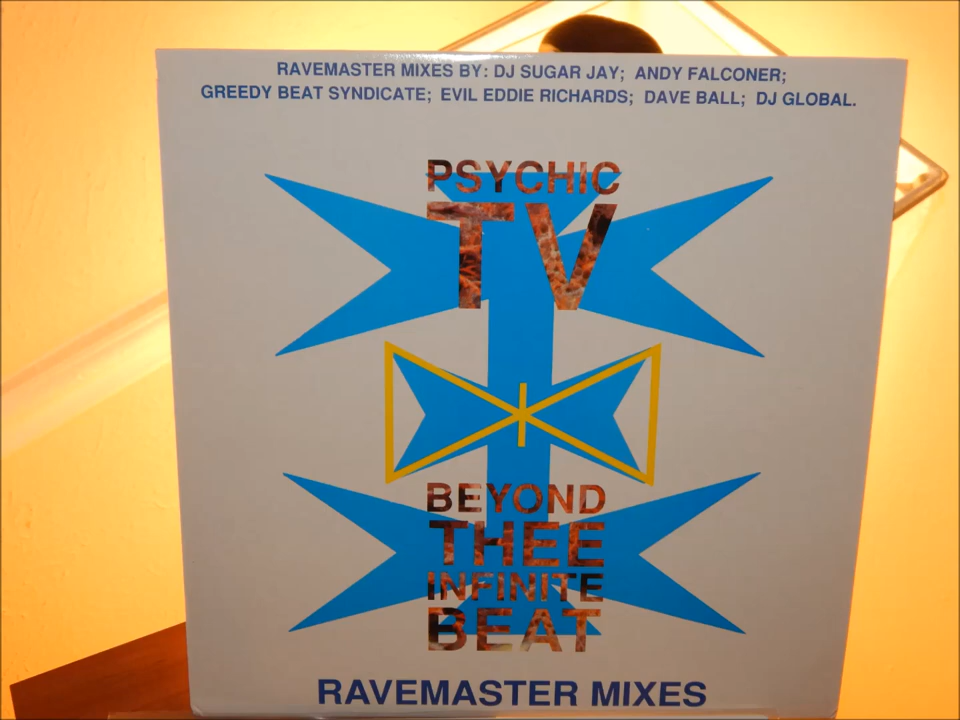 RAVEMASTER MIXES BY: DJ SUGAR JAY; ANDY FALCONER;
GREEDY BEAT SYNDICATE; EVIL EDDIE RICHARDS; DAVE BALL; DJ GLOBAL.
PSYCHIC
TV
BEYOND
THEE
INFINITE
BEAT
RAVEMASTER MIXES